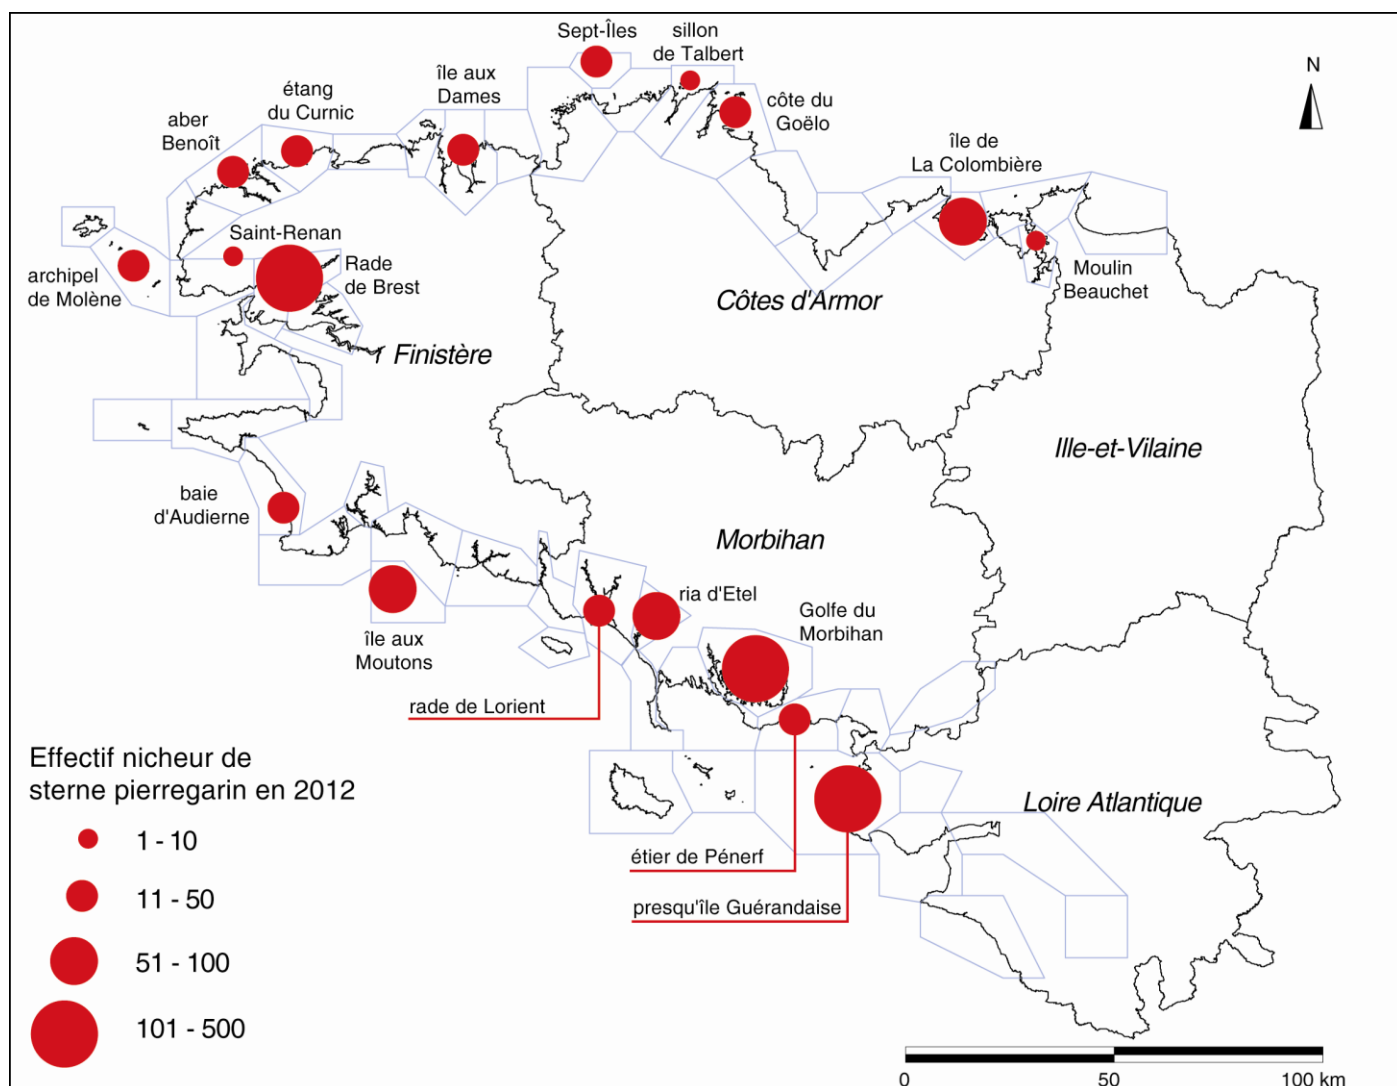 Sept-Îles
sillon
de Talbert
île aux
Dames
étang
du Curnic
aber
Benoît
côte du
Goëlo
N
île de
La Colombière
Saint-Renan
Rade
de Brest
archipel
de Molène
Moulin
Beauchet
Côtes d'Armor
Finistère
Ille-et-Vilaine
baie
d'Audierne
Morbihan
ria d'Etel
Golfe du
Morbihan
île aux
Moutons
rade de Lorient
Effectif nicheur de
sterne pierregarin en 2012
1 - 10
11 - 50
51 - 100
101 - 500
Loire Atlantique
étier de Pénerf
presqu'île Guérandaise
0 50 100 km